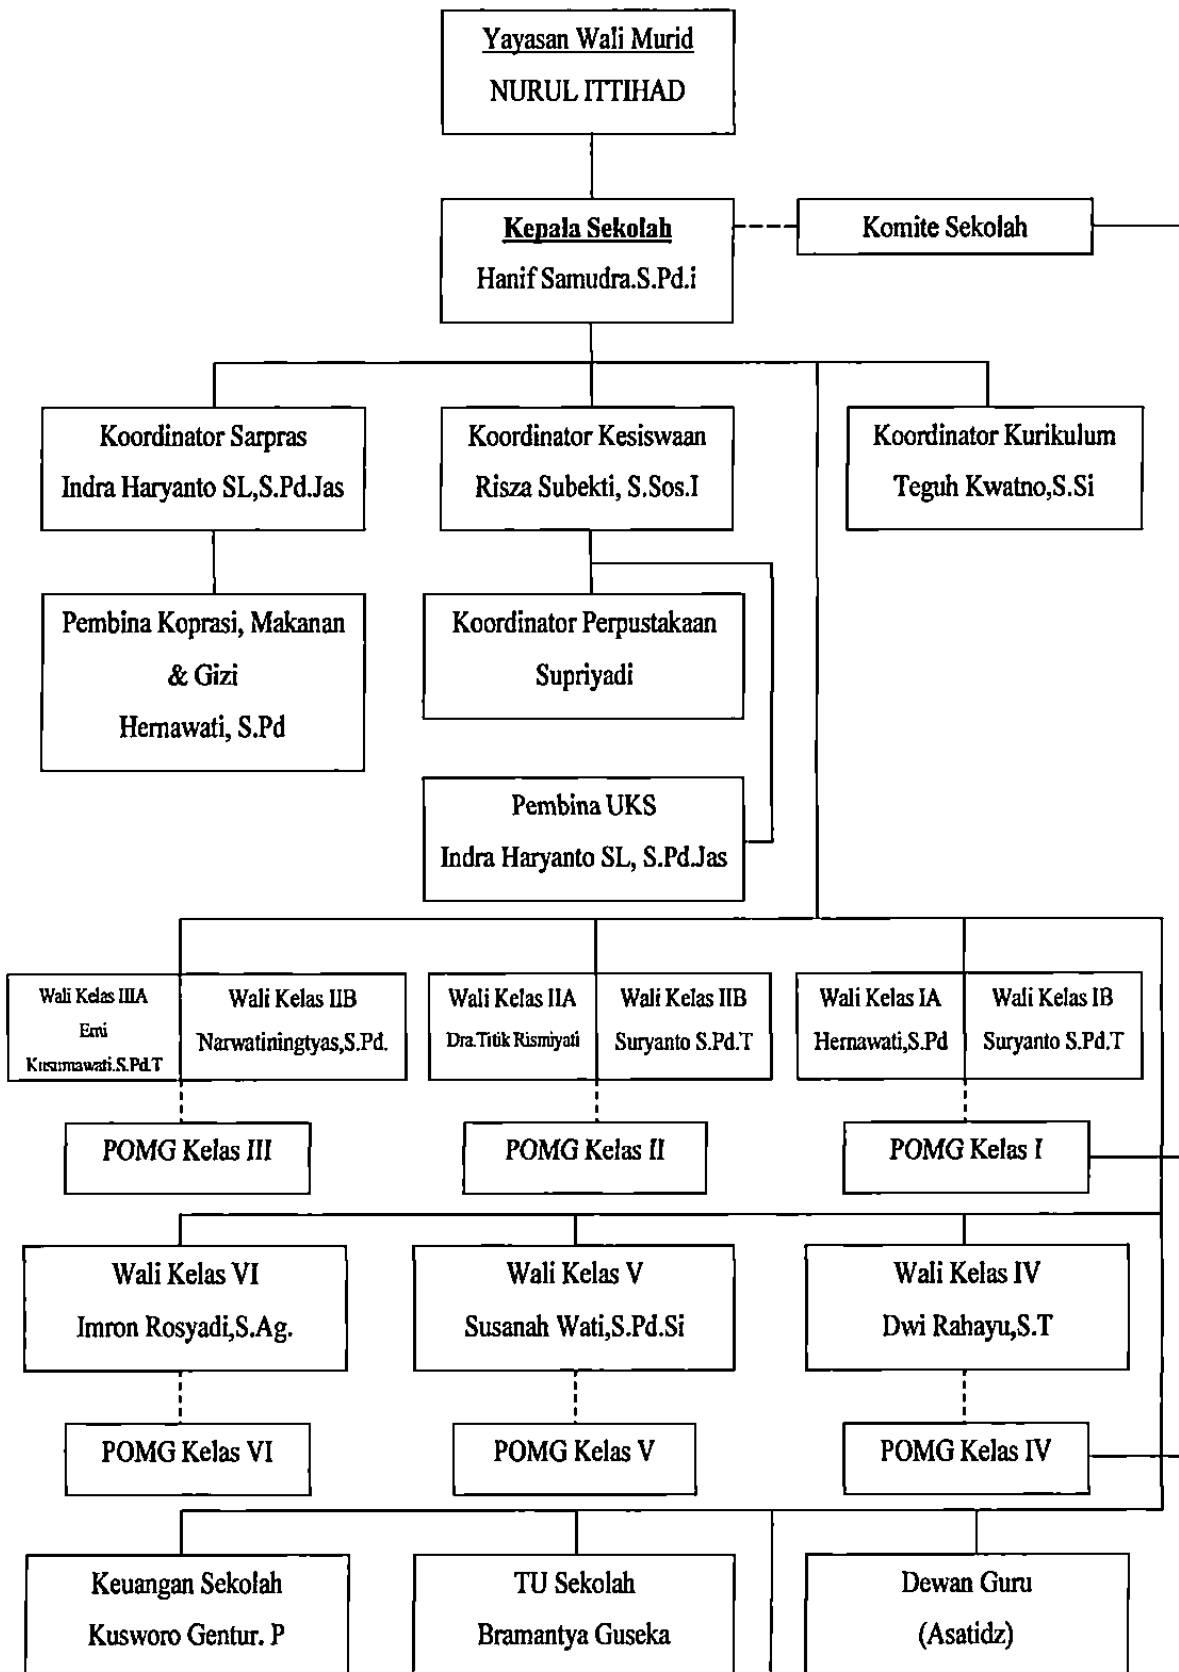 Yayasan Wali Murid
NURUL ITTIHAD
Kepala Sekolah
Hanif Samudra.S.Pd.i
Komite Sekolah
Koordinator Sarpras
Indra Haryanto SL,S.Pd.Jas
Koordinator Kesiswaan
Risza Subekti, S.Sos.I
Koordinator Kurikulum
Teguh Kwatno,S.Si
Pembina Koprasi, Makanan
& Gizi
Hernawati, S.Pd
Koordinator Perpustakaan
Supriyadi
Pembina UKS
Indra Haryanto SL, S.Pd.Jas
Wali Kelas IIIA
Erni
Kusumawati.S.Pd.T
Wali Kelas IIB
Narwatiningtyas,S.Pd.
Wali Kelas IIA
Dra.Titik Rismiyati
Wali Kelas IIB
Suryanto S.Pd.T
Wali Kelas IA
Hernawati,S.Pd
Wali Kelas IB
Suryanto S.Pd.T
POMG Kelas III
POMG Kelas II
POMG Kelas I
Wali Kelas VI
Imron Rosyadi,S.Ag.
Wali Kelas V
Susanah Wati,S.Pd.Si
Wali Kelas IV
Dwi Rahayu,S.T
POMG Kelas VI
POMG Kelas V
POMG Kelas IV
Keuangan Sekolah
Kusworo Gentur. P
TU Sekolah
Bramantya Guseka
Dewan Guru
(Asatidz)